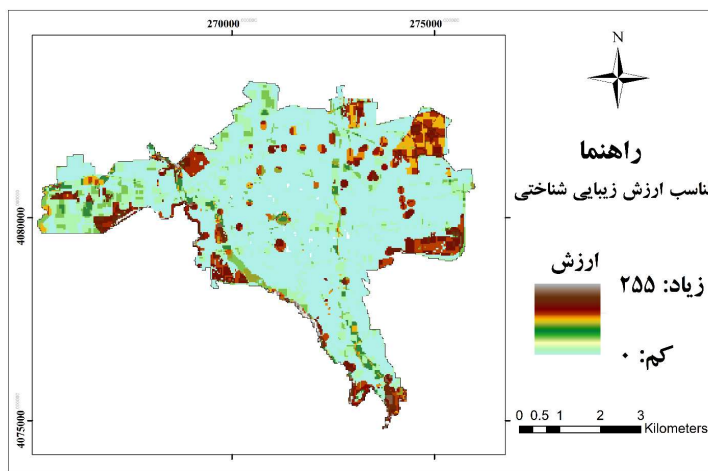 270000 275000
4080000
4075000
N
راهنما
ناسب ارزش زیبایی شناختی
ارزش
زیاد: ۲۵۵
کم: ۰
0 0.5 1 2 3
Kilometers